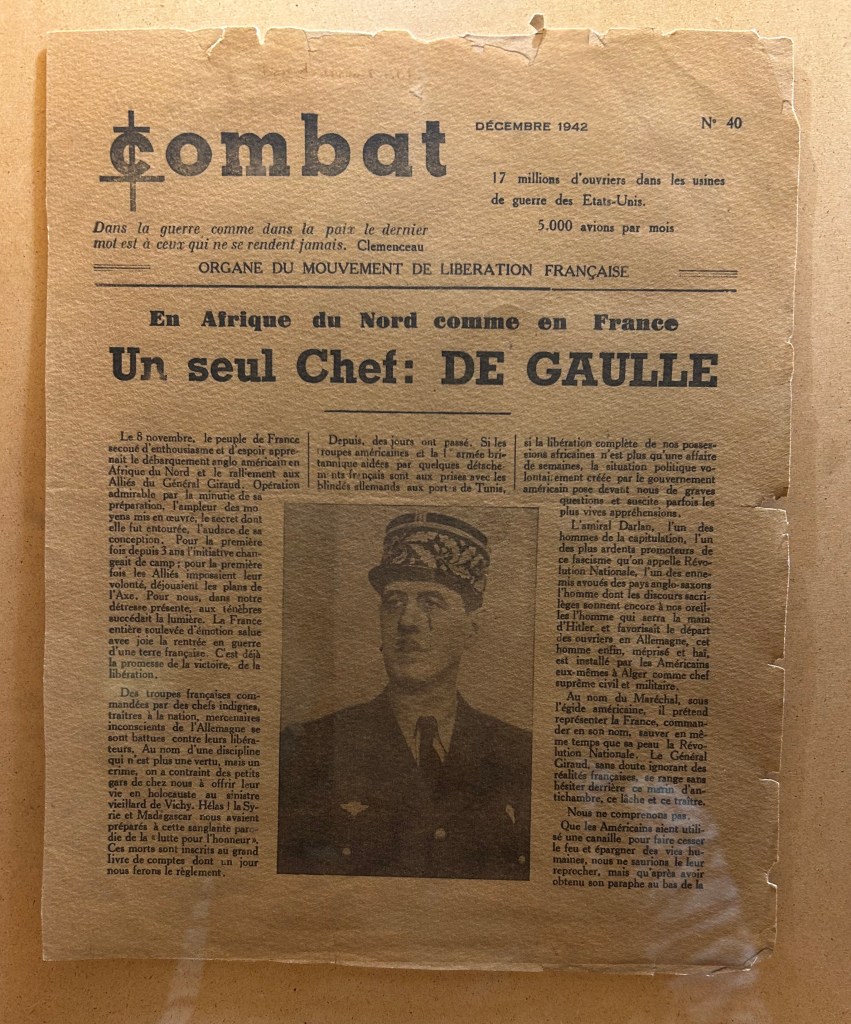 Combat
DÉCEMBRE 1942
N° 40
17 millions d'ouvriers dans les usines
de guerre des Etats-Unis.
5.000 avions par mois
Dans la guerre comme dans la paix le dernier
mot est à ceux qui ne se rendent jamais. Clemenceau
ORGANE DU MOUVEMENT DE LIBERATION FRANÇAISE
En Afrique du Nord comme en France
Un seul Chef: DE GAULLE
Le 8 novembre, le peuple de France
secoué d'enthousiasme et d'espoir appre-
nait le débarquement anglo américain en
Afrique du Nord et le ralliement aux
Alliés du Général Giraud. Opération
admirable par la minutie de sa
préparation, l'ampleur des mo
yens mis en œuvre, le secret dont
elle fut entourée, l'audace de sa
conception. Pour la première
fois depuis 3 ans l'initiative chan-
geait de camp; pour la première
fois les Alliés imposaient leur
volonté, déjouaient les plans de
l'Axe. Pour nous, dans notre
détresse présente, aux ténèbres
succédait la lumière. La France
entière soulevée d'émotion salue
avec joie la rentrée en guerre
d'une terre française. C'est déjà
la promesse de la victoire, de la
libération.
Des troupes françaises com-
mandées par des chefs indignes,
traîtres à la nation, mercenaires
inconscients de l'Allemagne se
sont battues contre leurs libéra-
teurs. Au nom d'une discipline
qui n'est plus une vertu, mais un
crime, on a contraint des petits
gars de chez nous à offrir leur
vie en holocauste au sinistre
vieillard de Vichy. Hélas! la Sy-
rie et Madagascar nous avaient
préparés à cette sanglante paro-
die de la « lutte pour l'honneur».
Ces morts sont inscrits au grand
livre de comptes dont un jour
nous ferons le règlement.
Depuis, des jours ont passé. Si les
troupes américaines et la 1 armée bri-
tannique aidées par quelques détache-
ments français sont aux prises avec les
blindés allemands aux portes de Tunis,
si la libération complète de nos posses-
sions africaines n'est plus qu'une affaire
de semaines, la situation politique vo-
lontairement créée par le gouvernement
américain pose devant nous de graves
questions et suscite parfois les
plus vives appréhensions.
L'amiral Darlan, l'un des
hommes de la capitulation, l'un
des plus ardents promoteurs de
ce fascisme qu'on appelle Révo-
lution Nationale, l'un des enne-
mis avoués des pays anglo-saxons
l'homme dont les discours sacri-
lèges sonnent encore à nos oreil-
les l'homme qui serra la main
d'Hitler et favorisait le départ
des ouvriers en Allemagne, cet
homme enfin, méprisé et haï,
est installé par les Américains
eux-mêmes à Alger comme chef
suprême civil et militaire.
Au nom du Maréchal, sous
l'égide américaine, il prétend
représenter la France, comman-
der en son nom, sauver en mê-
me temps que sa peau la Révo-
lution Nationale. Le Général
Giraud, sans doute ignorant des
réalités françaises, se range sans
hésiter derrière ce marin d'an-
tichambre, ce lâche et ce traître.
Nous ne comprenons pas.
Que les Américains aient utili-
sé une canaille pour faire cesser
le feu et épargner des vies hu-
maines, nous ne saurions le leur
reprocher, mais qu'après avoir
obtenu son paraphe au bas de la